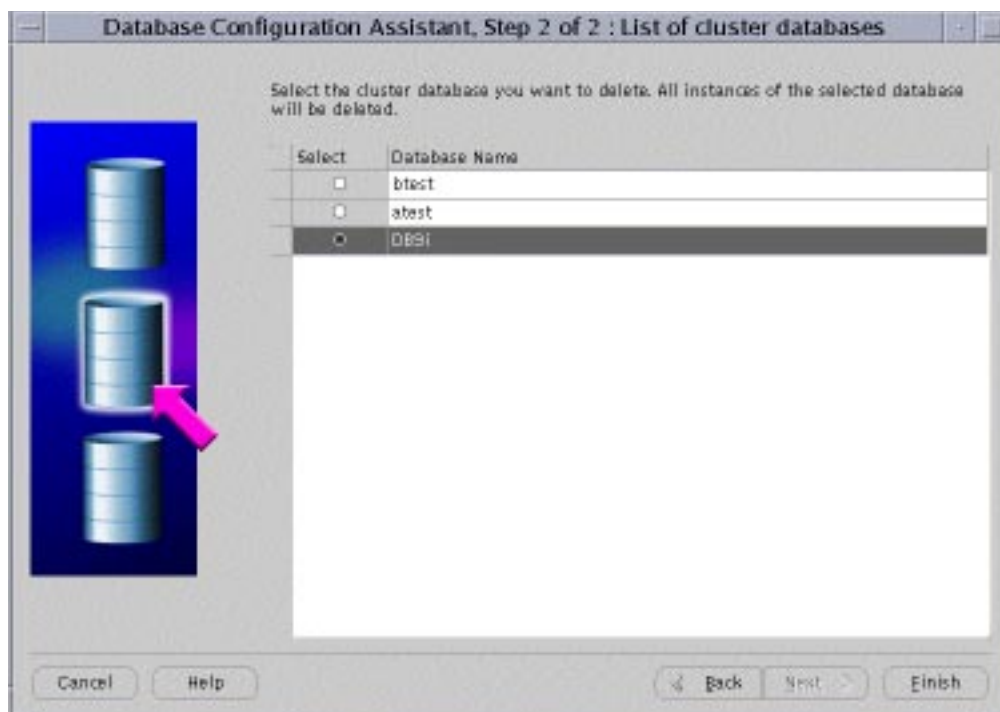 Database Configuration Assistant, Step 2 of 2 : List of cluster databases
Select the cluster database you want to delete. All instances of the selected database
will be deleted.
Select Database Name
btest
atest
DB9i
Cancel Help Back Next Finish